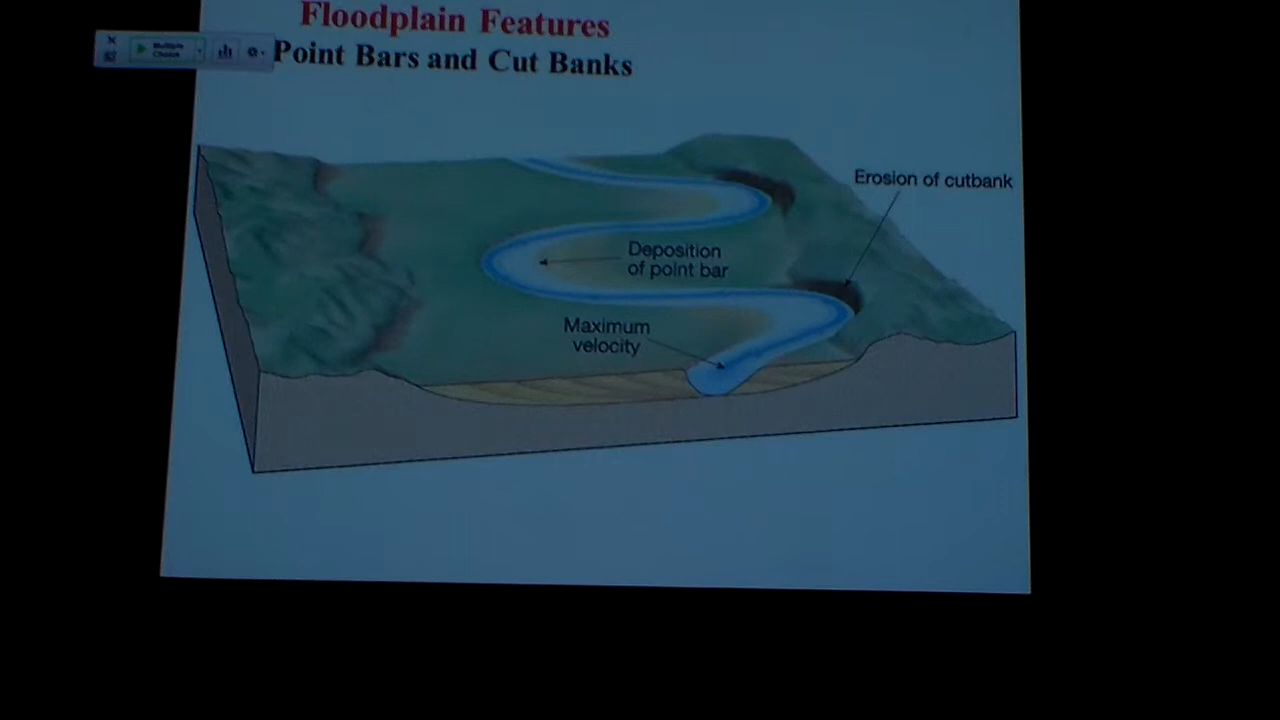 Floodplain Features
Multiple
Choice
Point Bars and Cut Banks
Erosion of cutbank
Deposition
of point bar
Maximum
velocity